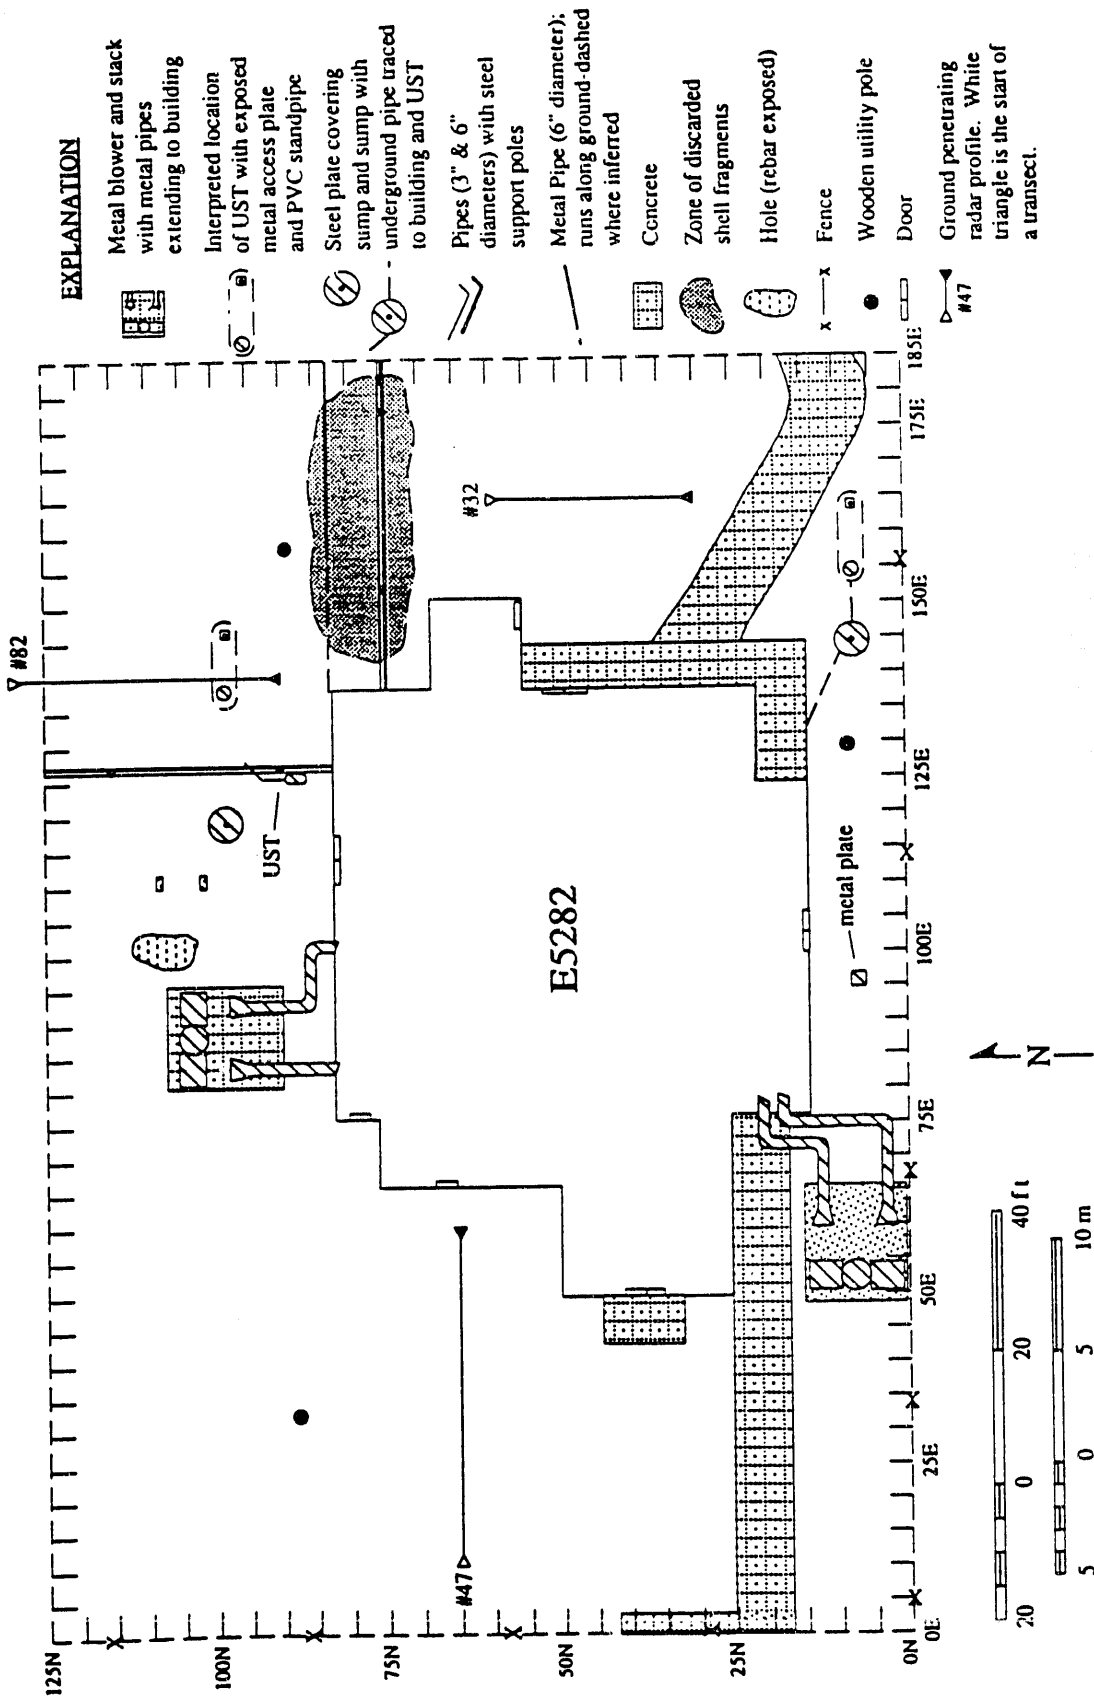 EXPLANATION
Metal blower and stack
with metal pipes
extending to building
Interpreted location
of UST with exposed
metal access plate
and PVC standpipe
Steel plate covering
sump and sump with
underground pipe traced
to building and UST
Pipes (3" & 6"
diameters) with steel
support poles
Metal Pipe (6" diameter);
runs along ground-dashed
where inferred
Concrete
Zone of discarded
shell fragments
Hole (rebar exposed)
x x Fence
Wooden utility pole
Door
#47
Ground penetrating
radar profile. White
triangle is the start of
a transect.
125N
100N
75N
50N
25N
0N
0E
25E
50E
75E
100E
125E
150E
175E
185E
#82
#32
#47
UST
E5282
metal plate
N
20 0 20 40 ft
5 0 5 10 m